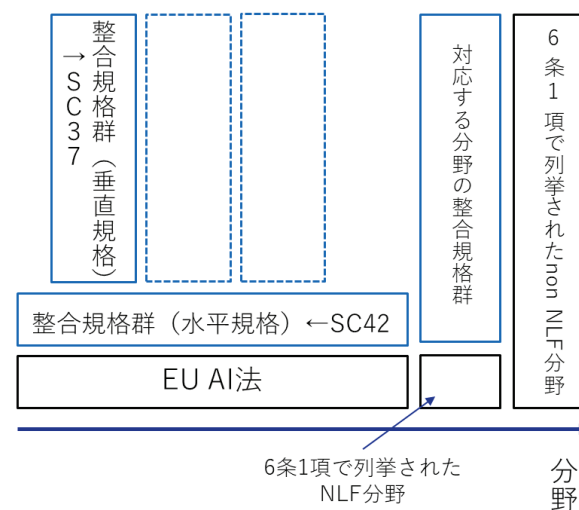 整合規格群（垂直規格）
→SC37
対応する分野の整合規格群
6条1項で列挙されたnon NLF分野
整合規格群（水平規格）←SC42
EU AI法
6条1項で列挙された
NLF分野
分野